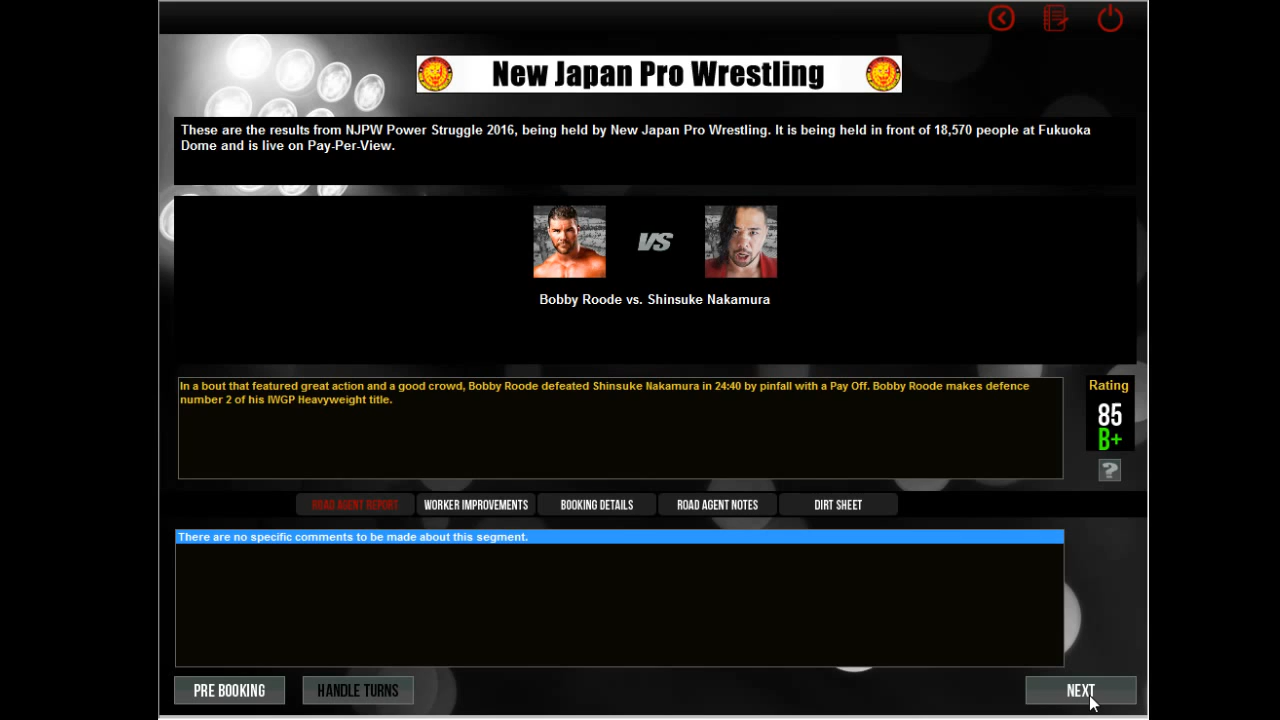 New Japan Pro Wrestling
These are the results from NJPW Power Struggle 2016, being held by New Japan Pro Wrestling. It is being held in front of 18,570 people at Fukuoka
Dome and is live on Pay-Per-View.
VS
Bobby Roode vs. Shinsuke Nakamura
In a bout that featured great action and a good crowd, Bobby Roode defeated Shinsuke Nakamura in 24:40 by pinfall with a Pay Off. Bobby Roode makes defence
number 2 of his IWGP Heavyweight title.
Rating
85
B+
?
ROAD AGENT REPORT WORKER IMPROVEMENTS BOOKING DETAILS ROAD AGENT NOTES DIRT SHEET
There are no specific comments to be made about this segment.
PRE BOOKING HANDLE TURNS NEXT